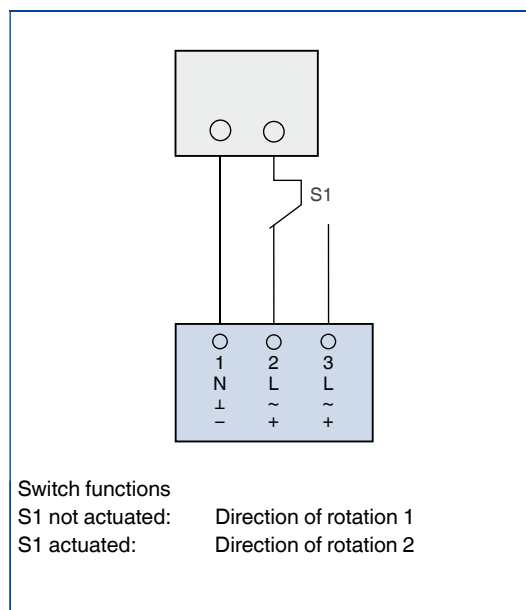 S1
1 2 3
N L L
⊥ ~ ~
– + +
Switch functions
S1 not actuated: Direction of rotation 1
S1 actuated: Direction of rotation 2